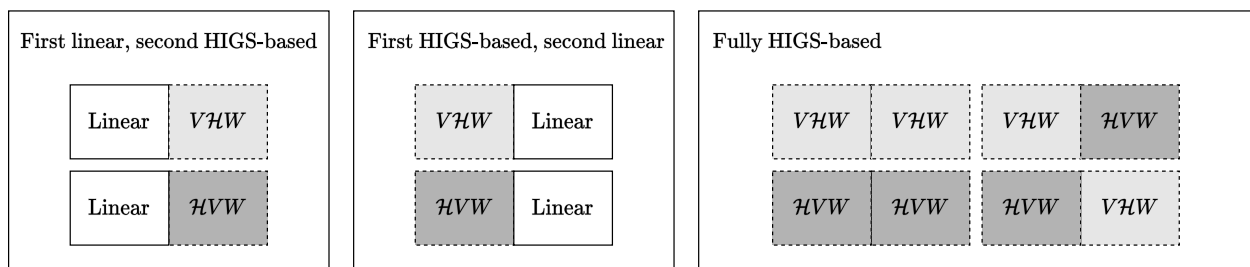 First linear, second HIGS-based
Linear VℋW
Linear ℋVW
First HIGS-based, second linear
VℋW Linear
ℋVW Linear
Fully HIGS-based
VℋW VℋW VℋW ℋVW
ℋVW ℋVW ℋVW VℋW